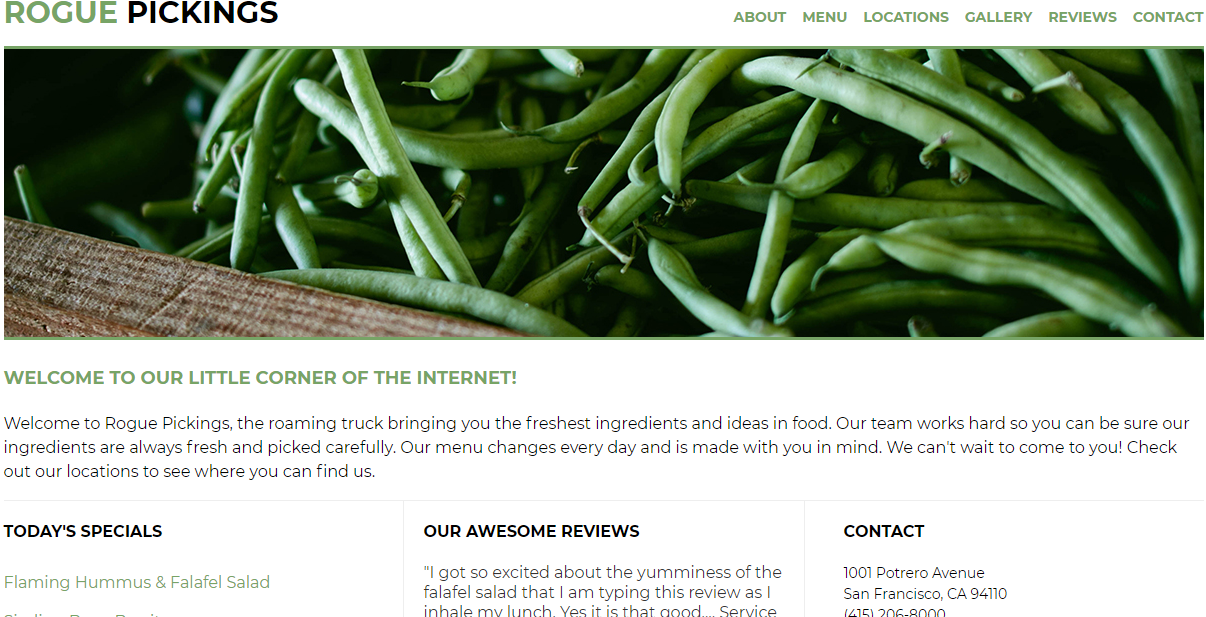 ROGUE PICKINGS
ABOUT MENU LOCATIONS GALLERY REVIEWS CONTACT
WELCOME TO OUR LITTLE CORNER OF THE INTERNET!
Welcome to Rogue Pickings, the roaming truck bringing you the freshest ingredients and ideas in food. Our team works hard so you can be sure our
ingredients are always fresh and picked carefully. Our menu changes every day and is made with you in mind. We can't wait to come to you! Check
out our locations to see where you can find us.
TODAY'S SPECIALS
Flaming Hummus & Falafel Salad
OUR AWESOME REVIEWS
"I got so excited about the yumminess of the
falafel salad that I am typing this review as I
inhale my lunch. Yes it is that good.... Service
CONTACT
1001 Potrero Avenue
San Francisco, CA 94110
(415) 206-8000